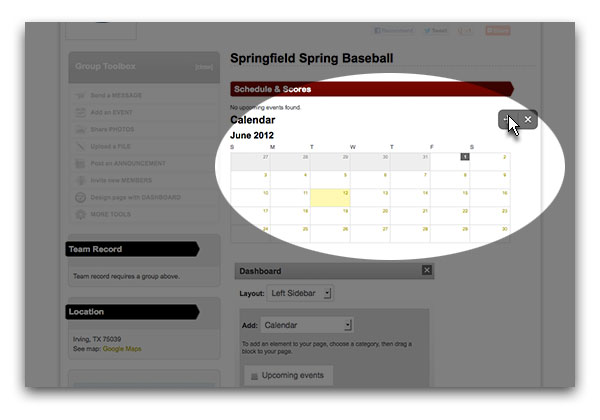 Recommend Tweet +1 Share
Springfield Spring Baseball
Group Toolbox [hide]
Send a MESSAGE
Add an EVENT
Share PHOTOS
Upload a FILE
Post an ANNOUNCEMENT
Invite new MEMBERS
Design page with DASHBOARD
MORE TOOLS
Schedule & Scores
No upcoming events found.
Calendar
June 2012
S M T W T F S
27 28 29 30 31 1 2
3 4 5 6 7 8 9
10 11 12 13 14 15 16
17 18 19 20 21 22 23
24 25 26 27 28 29 30
Team Record
Team record requires a group above.
Location
Irving, TX 75039
See map: Google Maps
Dashboard
Layout: Left Sidebar
Add: Calendar
To add an element to your page, choose a category, then drag a
block to your page.
Upcoming events